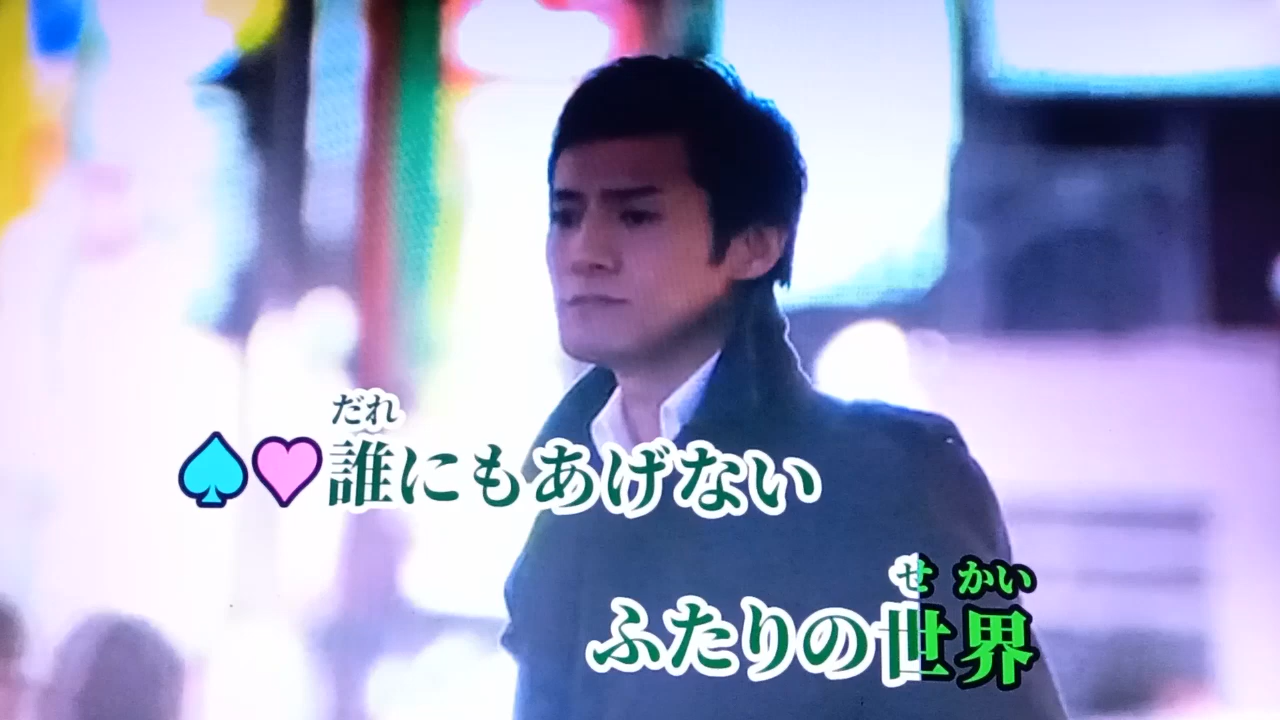 だれ
♠♥誰にもあげない
せかい
ふたりの世界